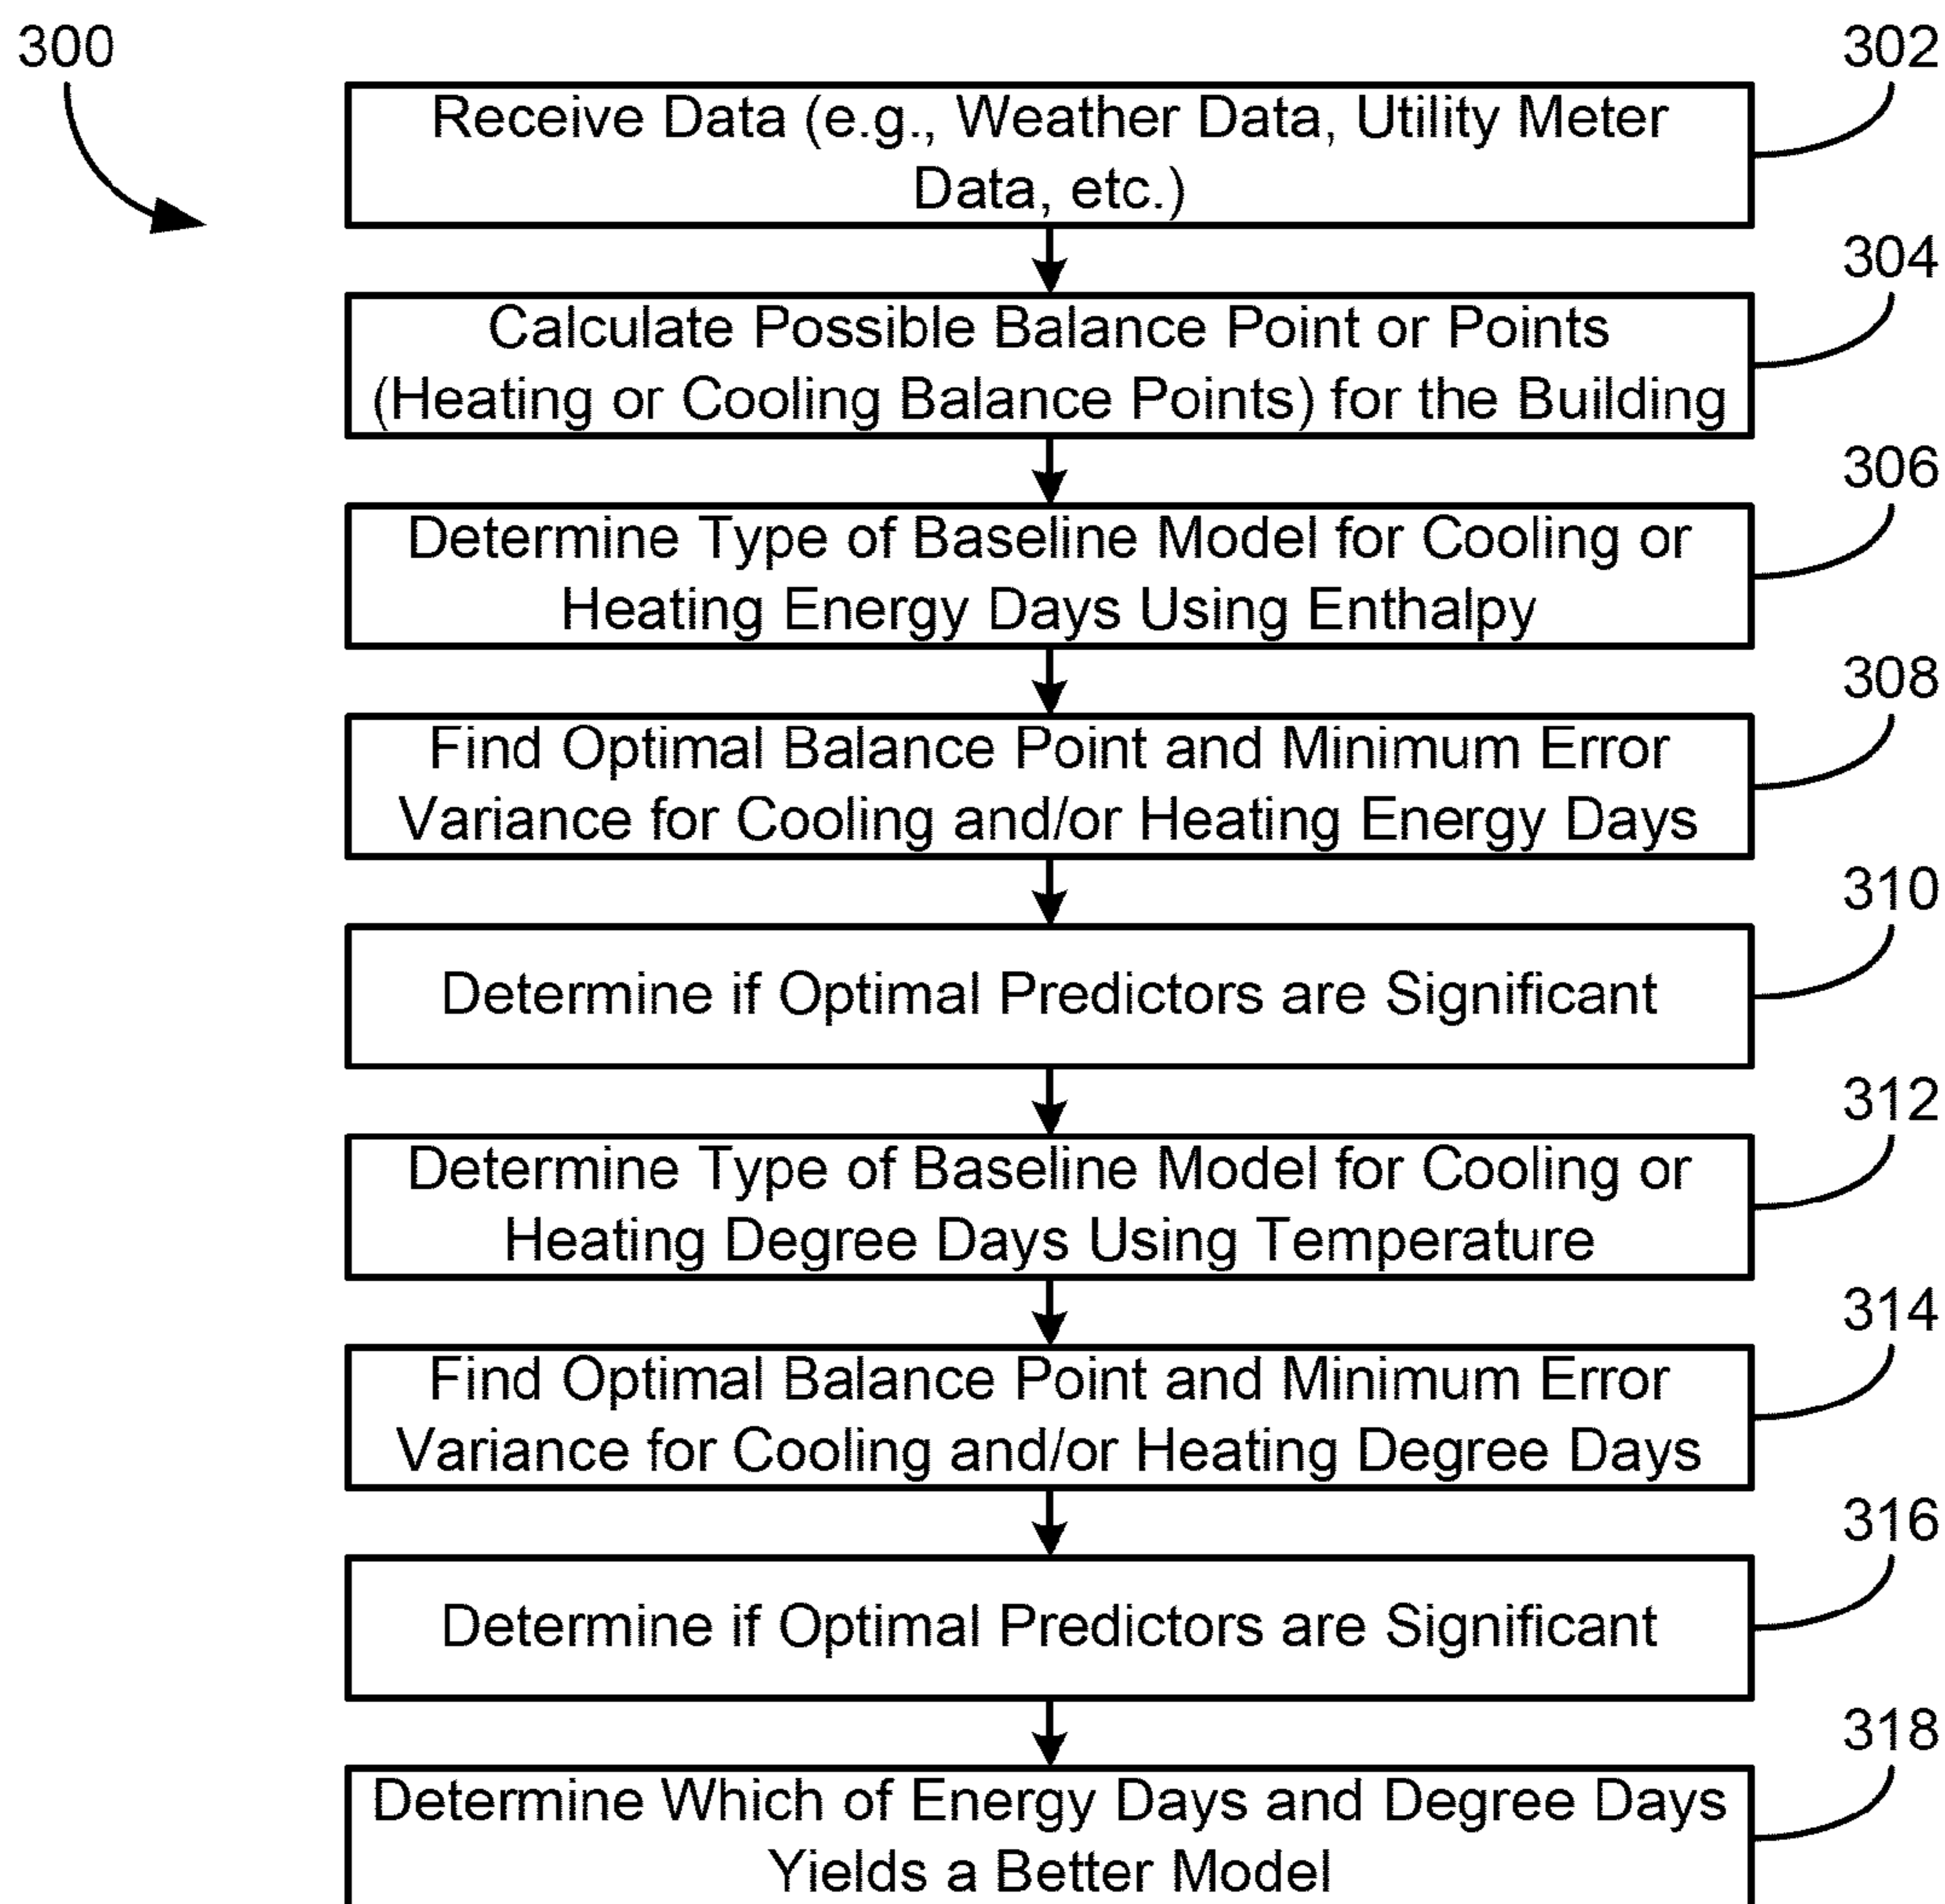 300
302
Receive Data (e.g., Weather Data, Utility Meter
Data, etc.)
304
Calculate Possible Balance Point or Points
(Heating or Cooling Balance Points) for the Building
306
Determine Type of Baseline Model for Cooling or
Heating Energy Days Using Enthalpy
308
Find Optimal Balance Point and Minimum Error
Variance for Cooling and/or Heating Energy Days
310
Determine if Optimal Predictors are Significant
312
Determine Type of Baseline Model for Cooling or
Heating Degree Days Using Temperature
314
Find Optimal Balance Point and Minimum Error
Variance for Cooling and/or Heating Degree Days
316
Determine if Optimal Predictors are Significant
318
Determine Which of Energy Days and Degree Days
Yields a Better Model